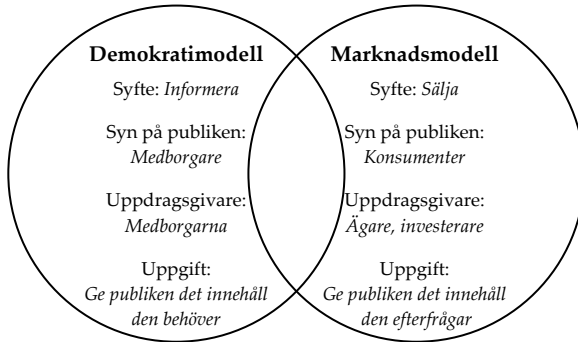 Demokratimodell
Syfte: Informera
Syn på publiken:
Medborgare
Uppdragsgivare:
Medborgarna
Uppgift:
Ge publiken det innehåll
den behöver
Marknadsmodell
Syfte: Sälja
Syn på publiken:
Konsumenter
Uppdragsgivare:
Ägare, investerare
Uppgift:
Ge publiken det innehåll
den efterfrågar